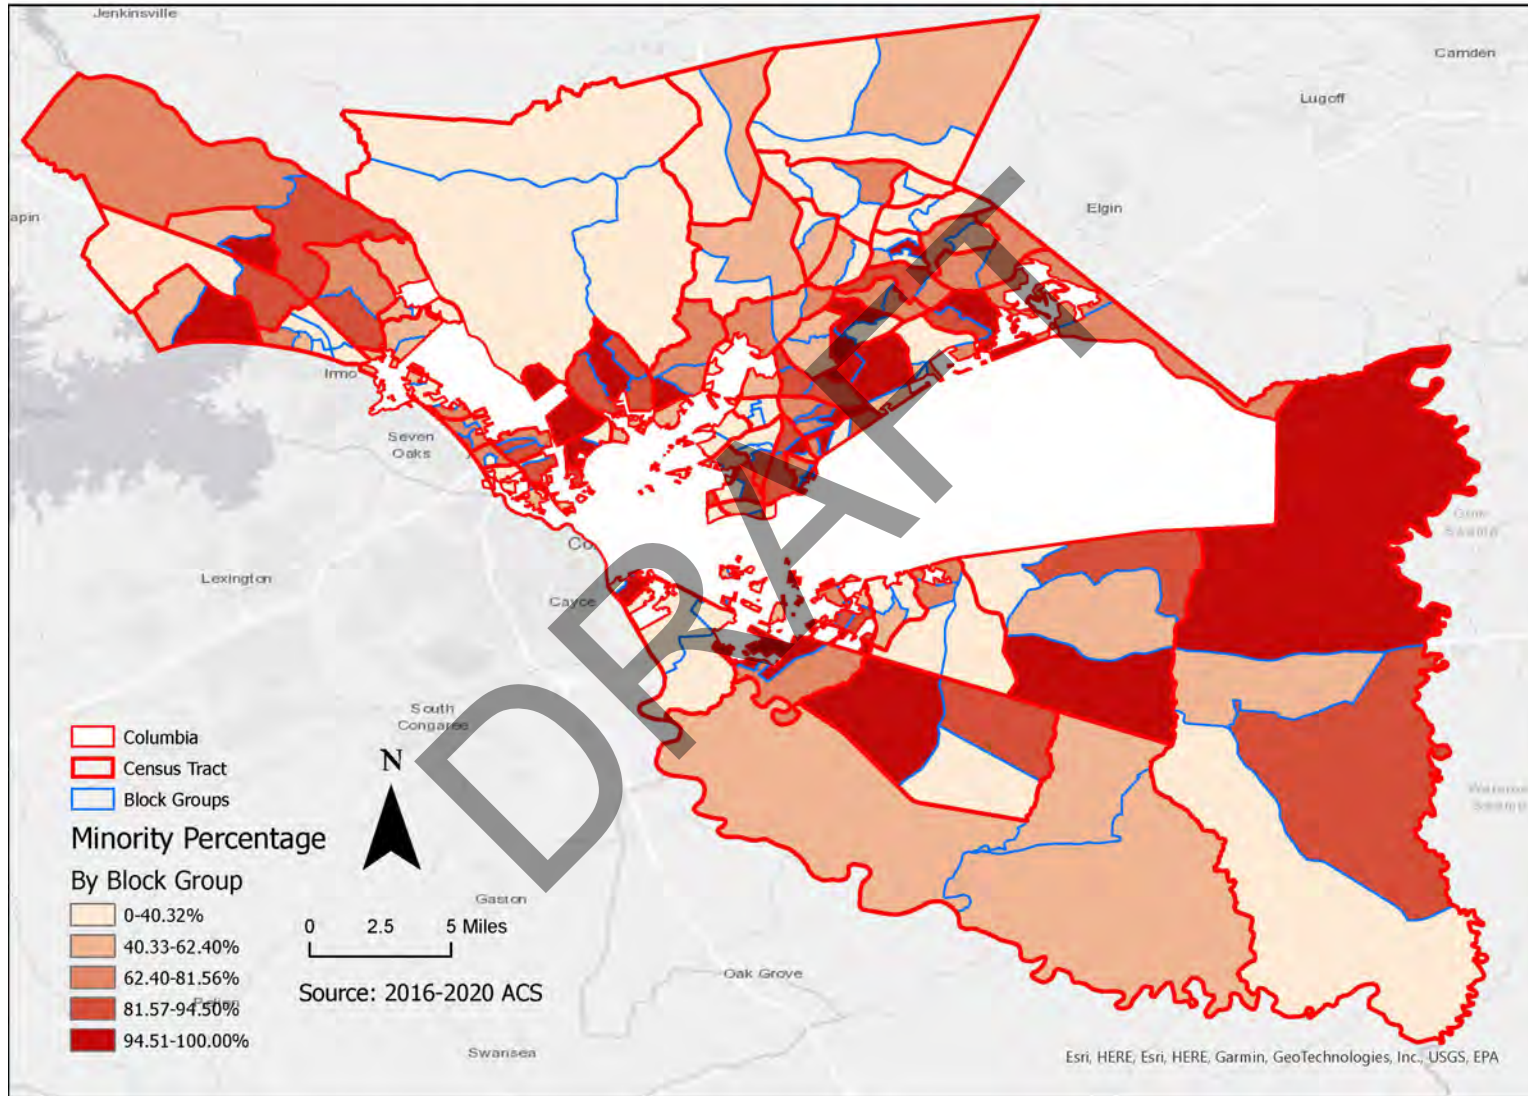 Jenkinsville
Camden
Lugoff
Elgin
apin
Irmo
Seven
Oaks
Lexington
Cayce
South
Congaree
DRAFT
Columbia
Census Tract
Block Groups
N
Minority Percentage
By Block Group
0-40.32%
40.33-62.40%
62.40-81.56%
81.57-94.50%
94.51-100.00%
0 2.5 5 Miles
Source: 2016-2020 ACS
Gaston
Oak Grove
Swansea
Esri, HERE, Esri, HERE, Garmin, GeoTechnologies, Inc., USGS, EPA